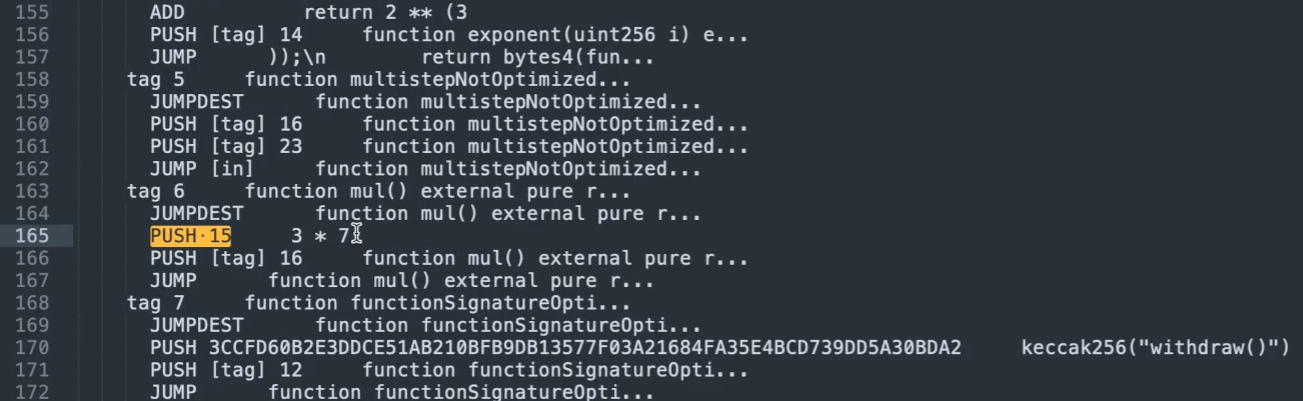 155 ADD return 2 ** (3
156 PUSH [tag] 14 function exponent(uint256 i) e...
157 JUMP ));\n return bytes4(fun...
158 tag 5 function multistepNotOptimized...
159 JUMPDEST function multistepNotOptimized...
160 PUSH [tag] 16 function multistepNotOptimized...
161 PUSH [tag] 23 function multistepNotOptimized...
162 JUMP [in] function multistepNotOptimized...
163 tag 6 function mul() external pure r...
164 JUMPDEST function mul() external pure r...
165 PUSH·15 3 * 7
166 PUSH [tag] 16 function mul() external pure r...
167 JUMP function mul() external pure r...
168 tag 7 function functionSignatureOpti...
169 JUMPDEST function functionSignatureOpti...
170 PUSH 3CCFD60B2E3DDCE51AB210BFB9DB13577F03A21684FA35E4BCD739DD5A30BDA2 keccak256("withdraw()")
171 PUSH [tag] 12 function functionSignatureOpti...
172 JUMP function functionSignatureOpti...